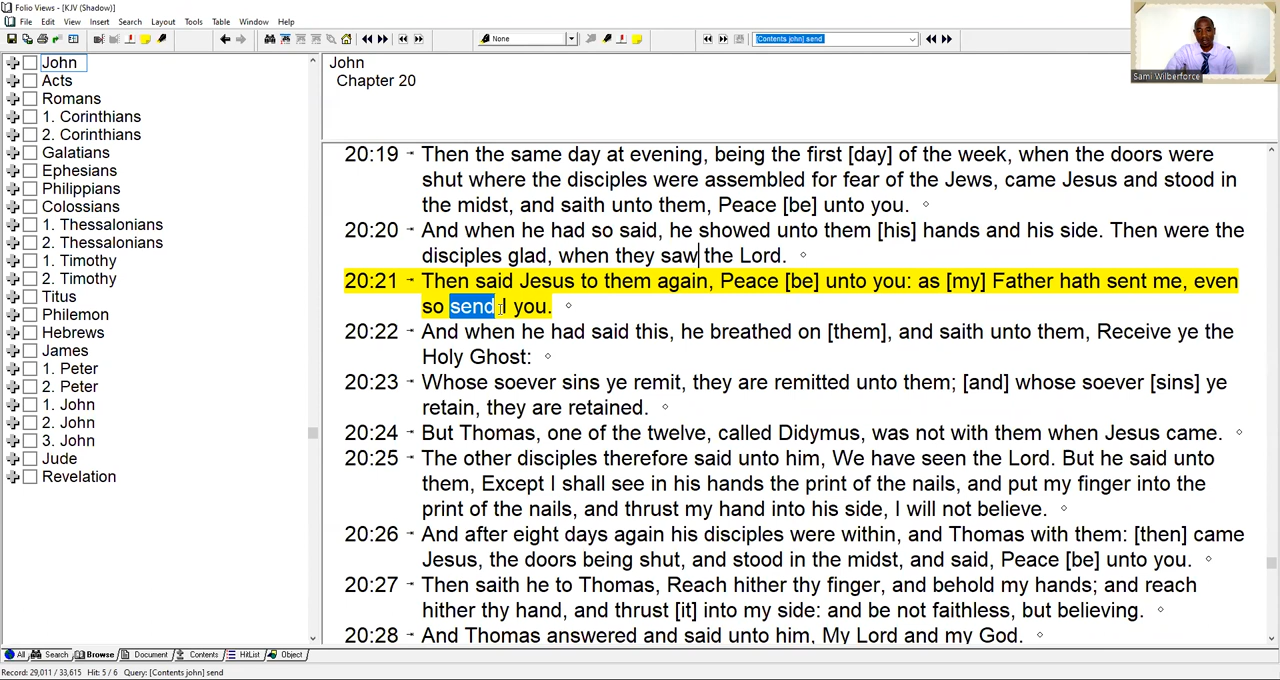 Folio Views - [KJV (Shadow)]
File Edit View Insert Search Layout Tools Table Window Help
None
[Contents john] send
Sami Wilberforce
John
Acts
Romans
1. Corinthians
2. Corinthians
Galatians
Ephesians
Philippians
Colossians
1. Thessalonians
2. Thessalonians
1. Timothy
2. Timothy
Titus
Philemon
Hebrews
James
1. Peter
2. Peter
1. John
2. John
3. John
Jude
Revelation
John
Chapter 20
20:19 Then the same day at evening, being the first [day] of the week, when the doors were
shut where the disciples were assembled for fear of the Jews, came Jesus and stood in
the midst, and saith unto them, Peace [be] unto you.
20:20 And when he had so said, he showed unto them [his] hands and his side. Then were the
disciples glad, when they saw the Lord.
20:21 Then said Jesus to them again, Peace [be] unto you: as [my] Father hath sent me, even
so send I you.
20:22 And when he had said this, he breathed on [them], and saith unto them, Receive ye the
Holy Ghost:
20:23 Whose soever sins ye remit, they are remitted unto them; [and] whose soever [sins] ye
retain, they are retained.
20:24 But Thomas, one of the twelve, called Didymus, was not with them when Jesus came.
20:25 The other disciples therefore said unto him, We have seen the Lord. But he said unto
them, Except I shall see in his hands the print of the nails, and put my finger into the
print of the nails, and thrust my hand into his side, I will not believe.
20:26 And after eight days again his disciples were within, and Thomas with them: [then] came
Jesus, the doors being shut, and stood in the midst, and said, Peace [be] unto you.
20:27 Then saith he to Thomas, Reach hither thy finger, and behold my hands; and reach
hither thy hand, and thrust [it] into my side: and be not faithless, but believing.
20:28 And Thomas answered and said unto him, My Lord and my God.
All Search Browse Document Contents HitList Object
Record: 29,011 / 33,615 Hit: 5 / 6 Query: [Contents john] send